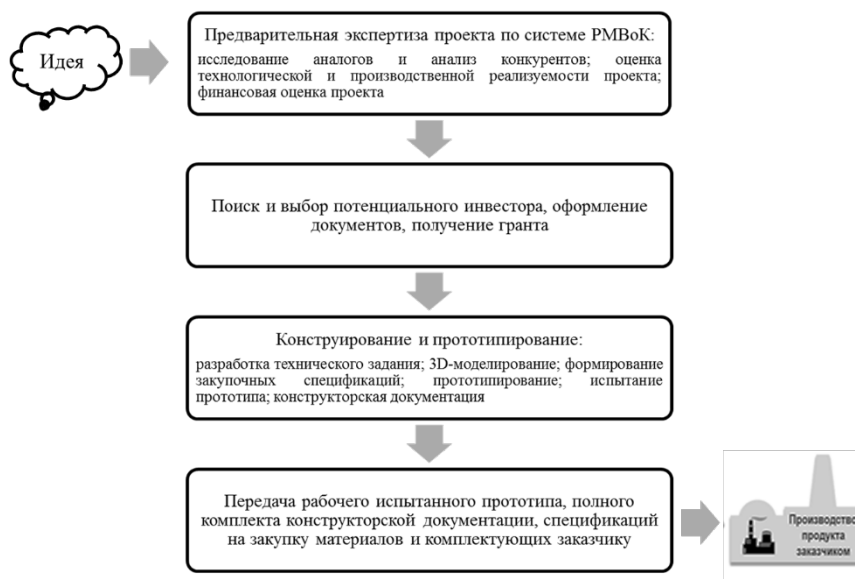 Идея
Предварительная экспертиза проекта по системе PMBoK:
исследование аналогов и анализ конкурентов; оценка
технологической и производственной реализуемости проекта;
финансовая оценка проекта
Поиск и выбор потенциального инвестора, оформление
документов, получение гранта
Конструирование и прототипирование:
разработка технического задания; 3D-моделирование; формирование
закупочных спецификаций; прототипирование; испытание
прототипа; конструкторская документация
Передача рабочего испытанного прототипа, полного
комплекта конструкторской документации, спецификаций
на закупку материалов и комплектующих заказчику
Производство
продукта
заказчиком